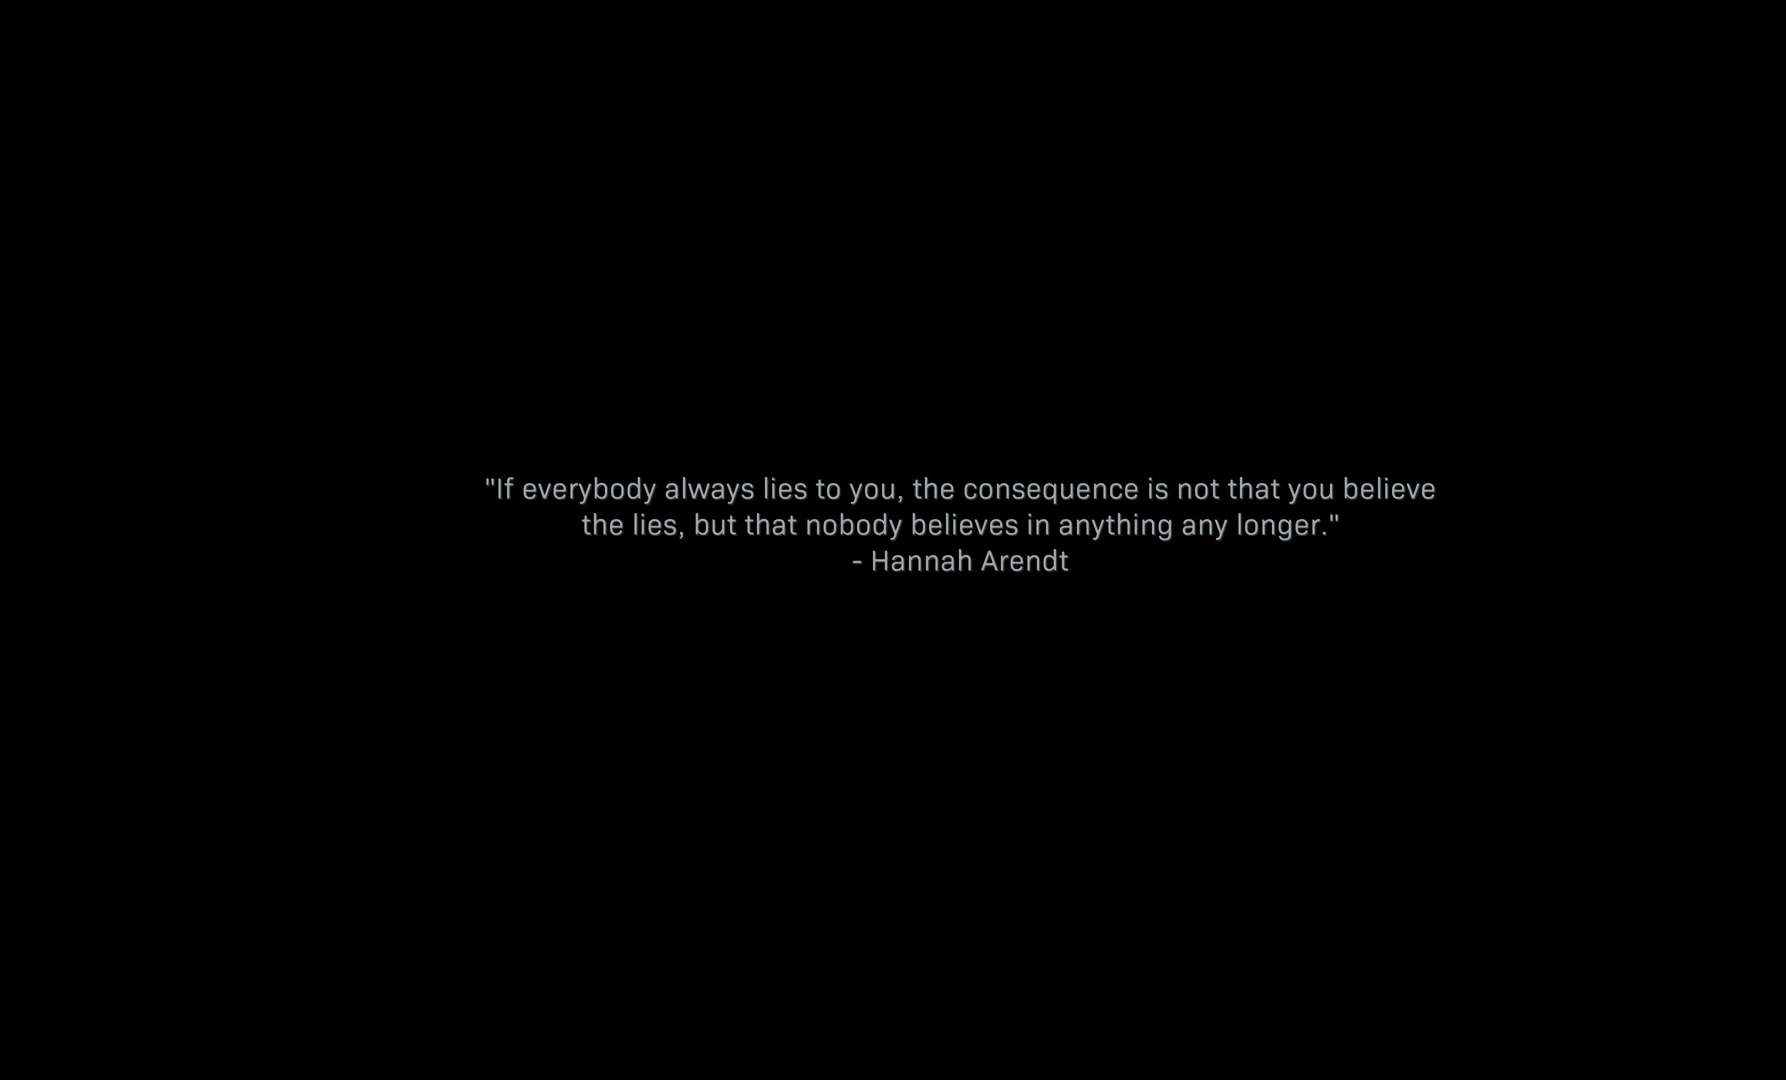 "If everybody always lies to you, the consequence is not that you believe
the lies, but that nobody believes in anything any longer."
- Hannah Arendt